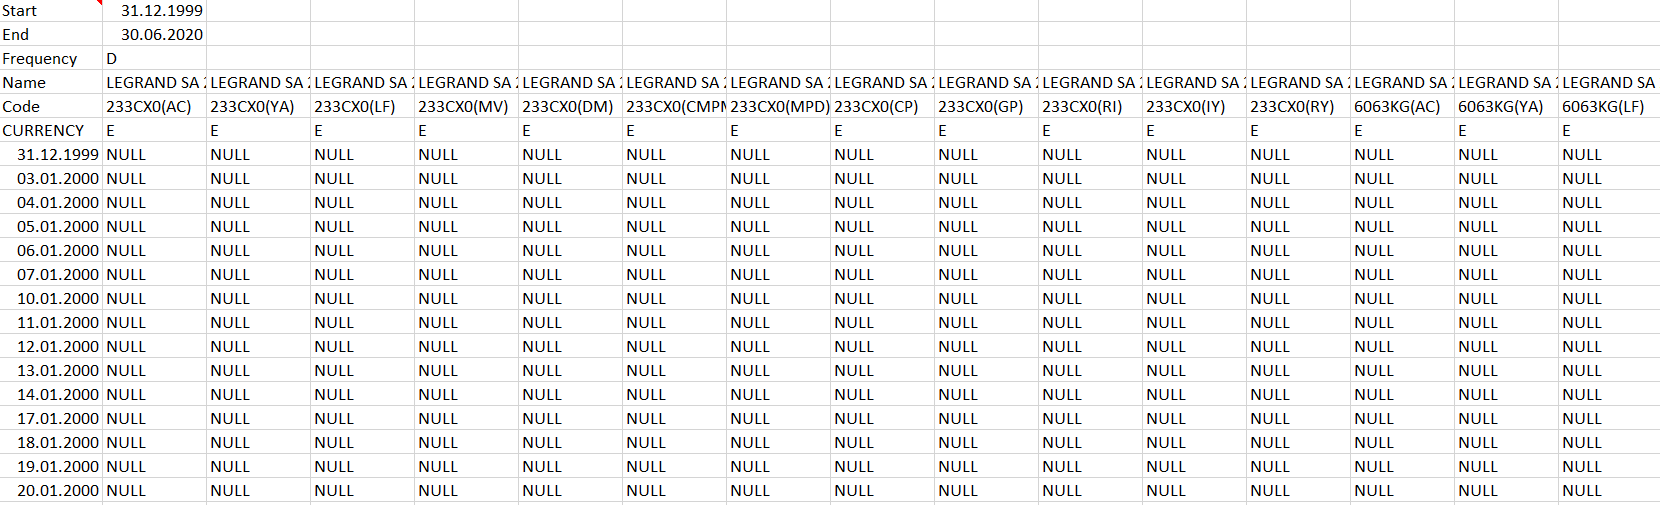 Start 31.12.1999
End 30.06.2020
Frequency D
Name LEGRAND SA 2 LEGRAND SA 2 LEGRAND SA 2 LEGRAND SA 2 LEGRAND SA 2 LEGRAND SA 2 LEGRAND SA 2 LEGRAND SA 2 LEGRAND SA 2 LEGRAND SA 2 LEGRAND SA 2 LEGRAND SA 2 LEGRAND SA 2 LEGRAND SA 2 LEGRAND SA
Code 233CX0(AC) 233CX0(YA) 233CX0(LF) 233CX0(MV) 233CX0(DM) 233CX0(CMPM 233CX0(MPD) 233CX0(CP) 233CX0(GP) 233CX0(RI) 233CX0(IY) 233CX0(RY) 6063KG(AC) 6063KG(YA) 6063KG(LF)
CURRENCY E E E E E E E E E E E E E E E
31.12.1999 NULL NULL NULL NULL NULL NULL NULL NULL NULL NULL NULL NULL NULL NULL NULL
03.01.2000 NULL NULL NULL NULL NULL NULL NULL NULL NULL NULL NULL NULL NULL NULL NULL
04.01.2000 NULL NULL NULL NULL NULL NULL NULL NULL NULL NULL NULL NULL NULL NULL NULL
05.01.2000 NULL NULL NULL NULL NULL NULL NULL NULL NULL NULL NULL NULL NULL NULL NULL
06.01.2000 NULL NULL NULL NULL NULL NULL NULL NULL NULL NULL NULL NULL NULL NULL NULL
07.01.2000 NULL NULL NULL NULL NULL NULL NULL NULL NULL NULL NULL NULL NULL NULL NULL
10.01.2000 NULL NULL NULL NULL NULL NULL NULL NULL NULL NULL NULL NULL NULL NULL NULL
11.01.2000 NULL NULL NULL NULL NULL NULL NULL NULL NULL NULL NULL NULL NULL NULL NULL
12.01.2000 NULL NULL NULL NULL NULL NULL NULL NULL NULL NULL NULL NULL NULL NULL NULL
13.01.2000 NULL NULL NULL NULL NULL NULL NULL NULL NULL NULL NULL NULL NULL NULL NULL
14.01.2000 NULL NULL NULL NULL NULL NULL NULL NULL NULL NULL NULL NULL NULL NULL NULL
17.01.2000 NULL NULL NULL NULL NULL NULL NULL NULL NULL NULL NULL NULL NULL NULL NULL
18.01.2000 NULL NULL NULL NULL NULL NULL NULL NULL NULL NULL NULL NULL NULL NULL NULL
19.01.2000 NULL NULL NULL NULL NULL NULL NULL NULL NULL NULL NULL NULL NULL NULL NULL
20.01.2000 NULL NULL NULL NULL NULL NULL NULL NULL NULL NULL NULL NULL NULL NULL NULL